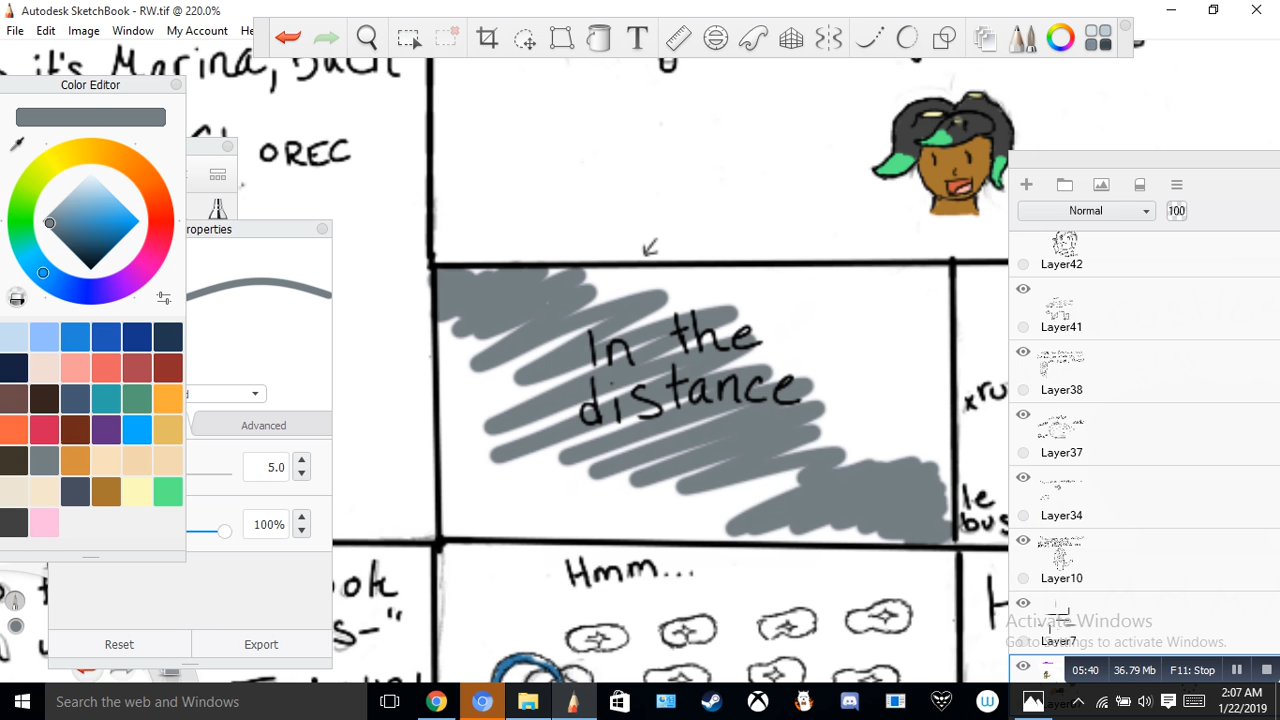 Autodesk SketchBook - RW.tif @ 220.0%
File Edit Image Window My Account
it's Marina,
Color Editor
OREC
roperties
Normal
100
Layer42
Layer41
Layer38
Layer37
Layer34
Layer10
Layer7
In the
distance
xru
le
bus
Advanced
5.0
100%
Reset
Export
Hmm...
s-"
Activate Windows
Go to Settings to activate Windows.
05:40 36.79 Mb F11: Stop
Search the web and Windows
2:07 AM
1/22/2019